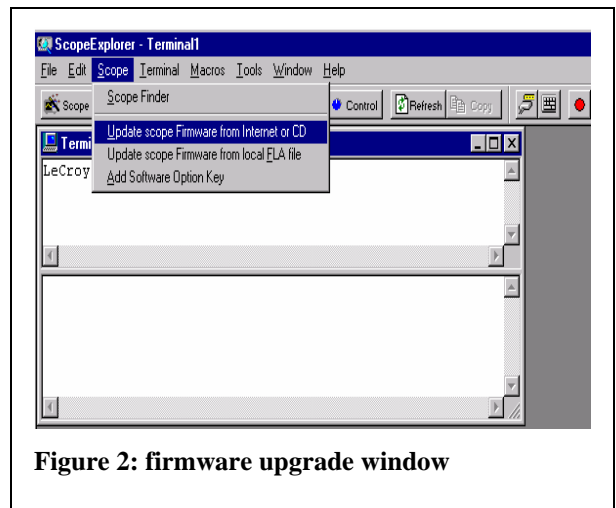 ScopeExplorer - Terminal1
File Edit Scope Terminal Macros Tools Window Help
Scope Control Refresh Copy
Scope Finder
Update scope Firmware from Internet or CD
Update scope Firmware from local FLA file
Add Software Option Key
Termi
LeCroy
Figure 2: firmware upgrade window